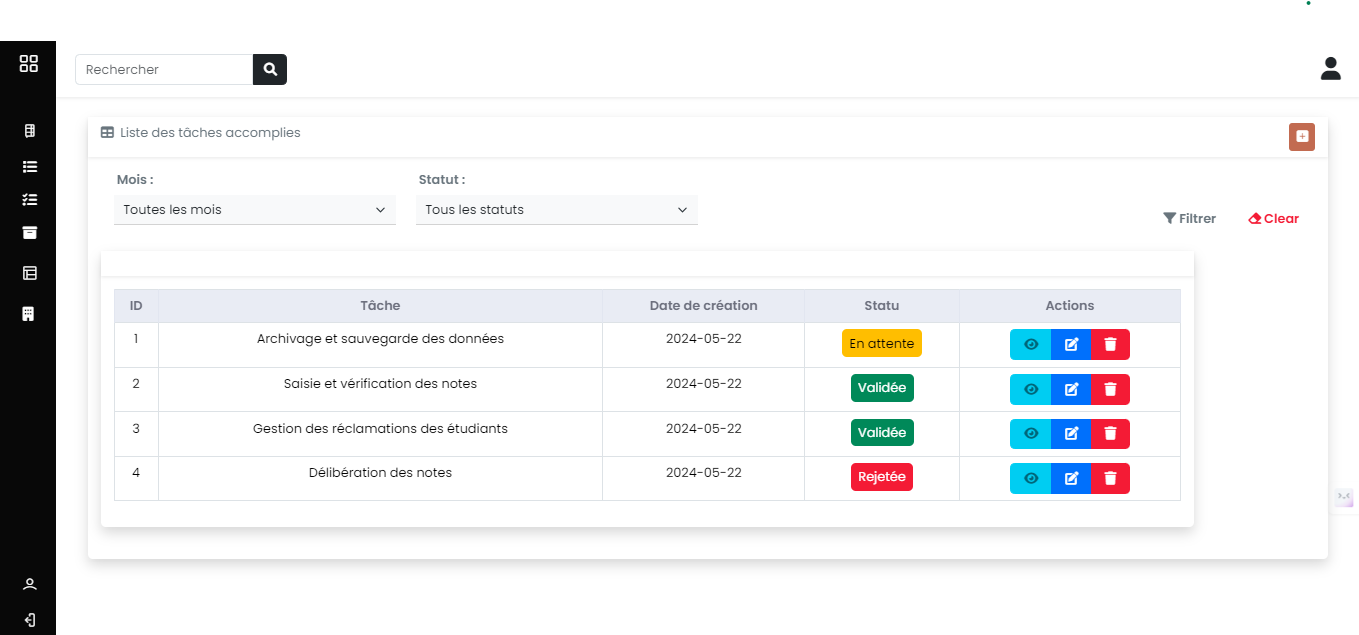 Rechercher
Liste des tâches accomplies
Mois :
Statut :
Toutes les mois
Tous les statuts
Filtrer
Clear
ID Tâche Date de création Statu Actions
1 Archivage et sauvegarde des données 2024-05-22 En attente
2 Saisie et vérification des notes 2024-05-22 Validée
3 Gestion des réclamations des étudiants 2024-05-22 Validée
4 Délibération des notes 2024-05-22 Rejetée